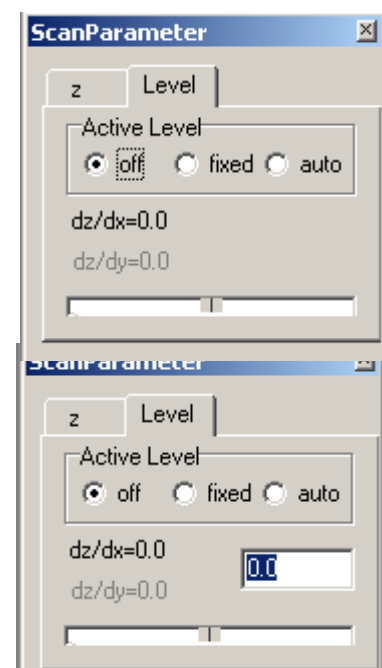 ScanParameter
z Level
Active Level
off fixed auto
dz/dx=0.0
dz/dy=0.0
ScanParameter
z Level
Active Level
off fixed auto
dz/dx=0.0 0.0
dz/dy=0.0